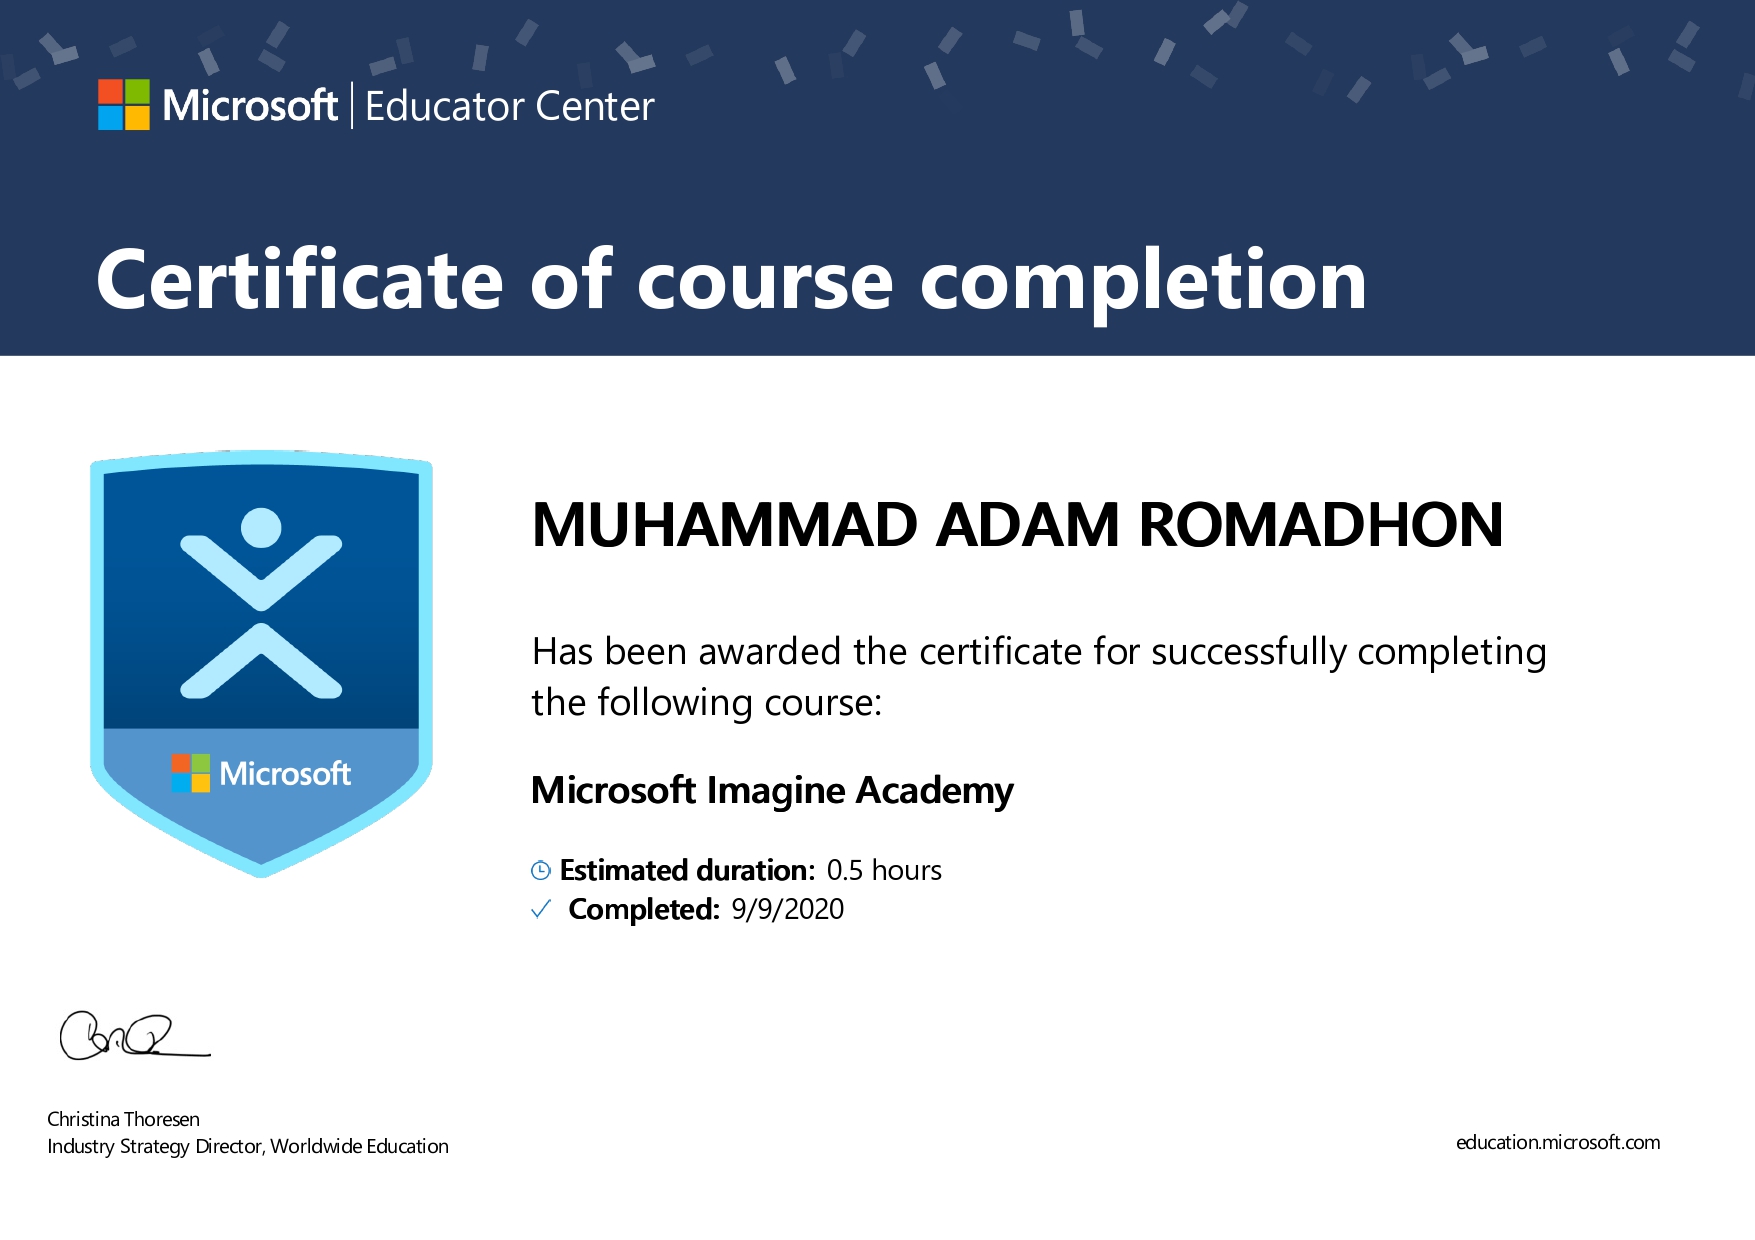 Microsoft | Educator Center
Certificate of course completion
MUHAMMAD ADAM ROMADHON
Has been awarded the certificate for successfully completing
the following course:
Microsoft Imagine Academy
Estimated duration: 0.5 hours
Completed: 9/9/2020
Microsoft
Christina Thoresen
Industry Strategy Director, Worldwide Education
education.microsoft.com